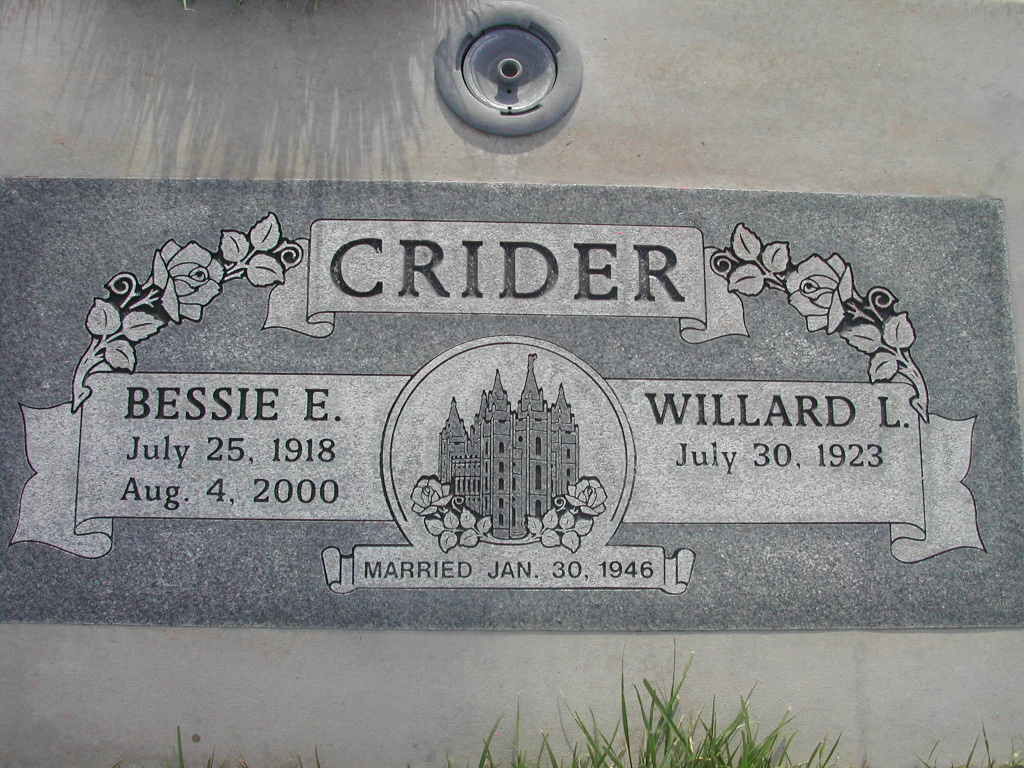 CRIDER
BESSIE E.
July 25, 1918
Aug. 4, 2000
WILLARD L.
July 30, 1923
MARRIED JAN. 30, 1946